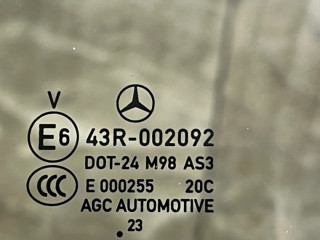 V
E6 43R-002092
DOT-24 M98 AS3
CCC E 000255 20C
AGC AUTOMOTIVE
.23